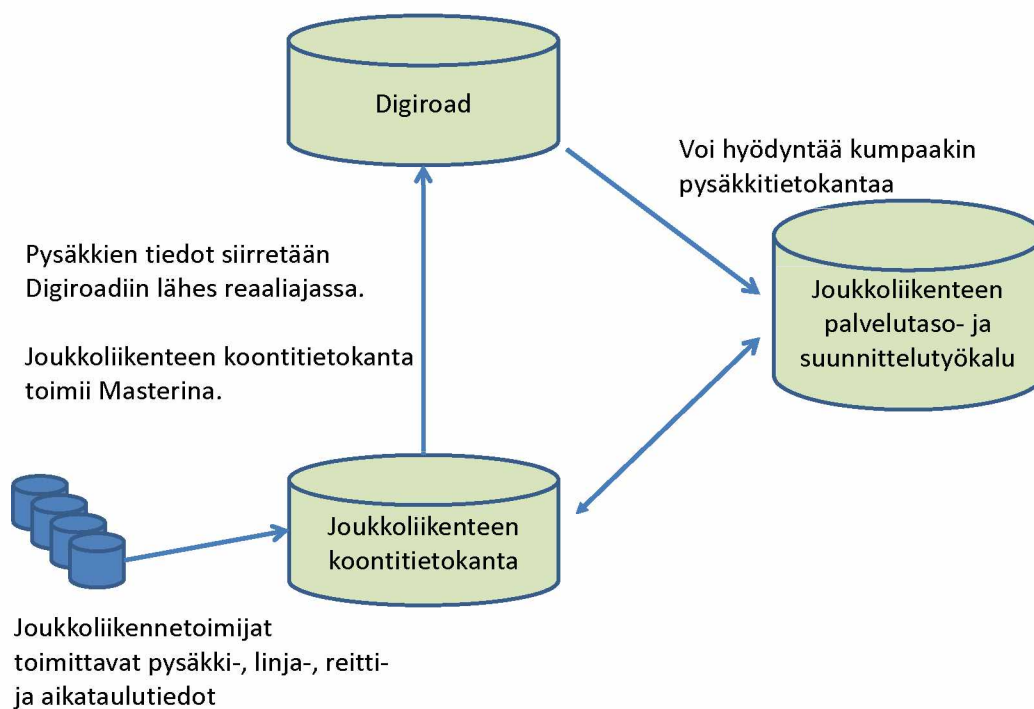 Digiroad
Voi hyödyntää kumpaakin
pysäkkitietokantaa
Pysäkkien tiedot siirretään
Digiroadiin lähes reaaliajassa.
Joukkoliikenteen koontitietokanta
toimii Masterina.
Joukkoliikenteen
palvelutaso- ja
suunnittelutyökalu
Joukkoliikenteen
koontitietokanta
Joukkoliikennetoimijat
toimittavat pysäkki-, linja-, reitti-
ja aikataulutiedot